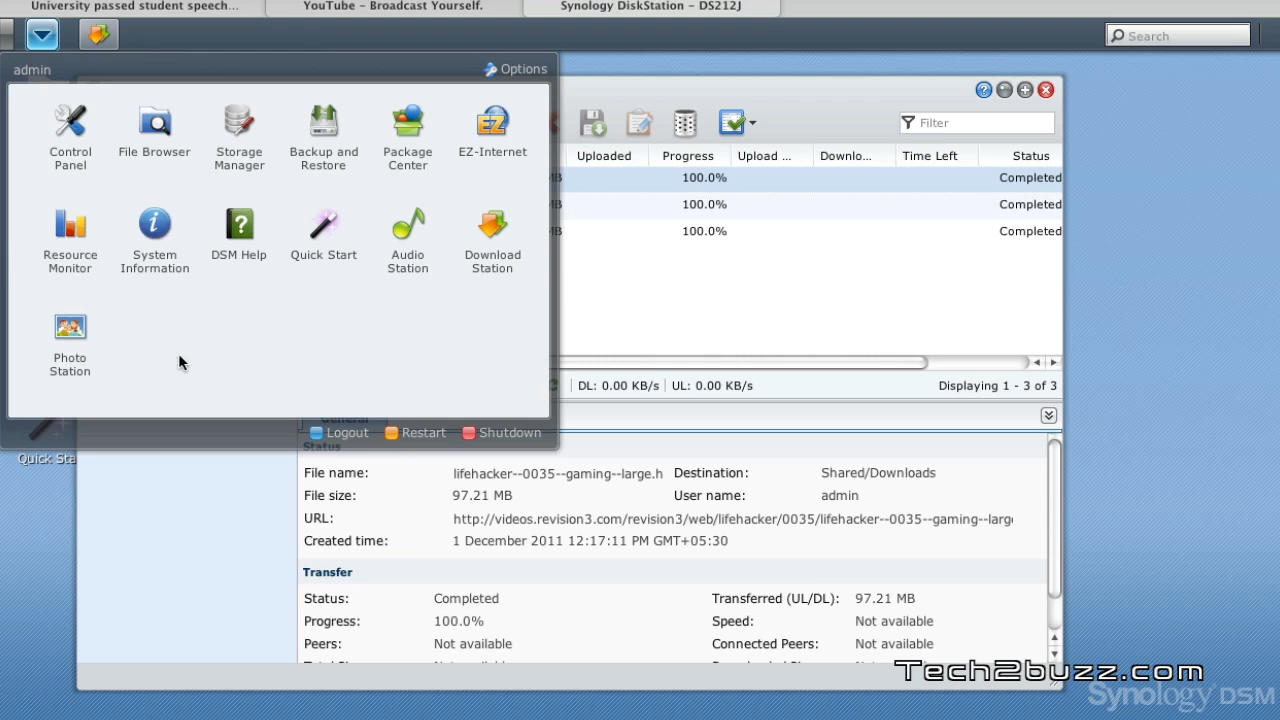 University passed student speech...
YouTube – Broadcast Yourself.
Synology DiskStation – DS212J
Search
admin
Options
Control Panel
File Browser
Storage Manager
Backup and Restore
Package Center
EZ-Internet
Resource Monitor
System Information
DSM Help
Quick Start
Audio Station
Download Station
Photo Station
Logout
Restart
Shutdown
Quick Sta
Filter
Uploaded
Progress
Upload ...
Downlo...
Time Left
Status
MB
100.0%
Completed
MB
100.0%
Completed
MB
100.0%
Completed
DL: 0.00 KB/s
UL: 0.00 KB/s
Displaying 1 - 3 of 3
General
Status
File name:
lifehacker--0035--gaming--large.h
Destination:
Shared/Downloads
File size:
97.21 MB
User name:
admin
URL:
http://videos.revision3.com/revision3/web/lifehacker/0035/lifehacker--0035--gaming--larg
Created time:
1 December 2011 12:17:11 PM GMT+05:30
Transfer
Status:
Completed
Transferred (UL/DL):
97.21 MB
Progress:
100.0%
Speed:
Not available
Peers:
Not available
Connected Peers:
Not available
Tech2buzz.com
Synology DSM